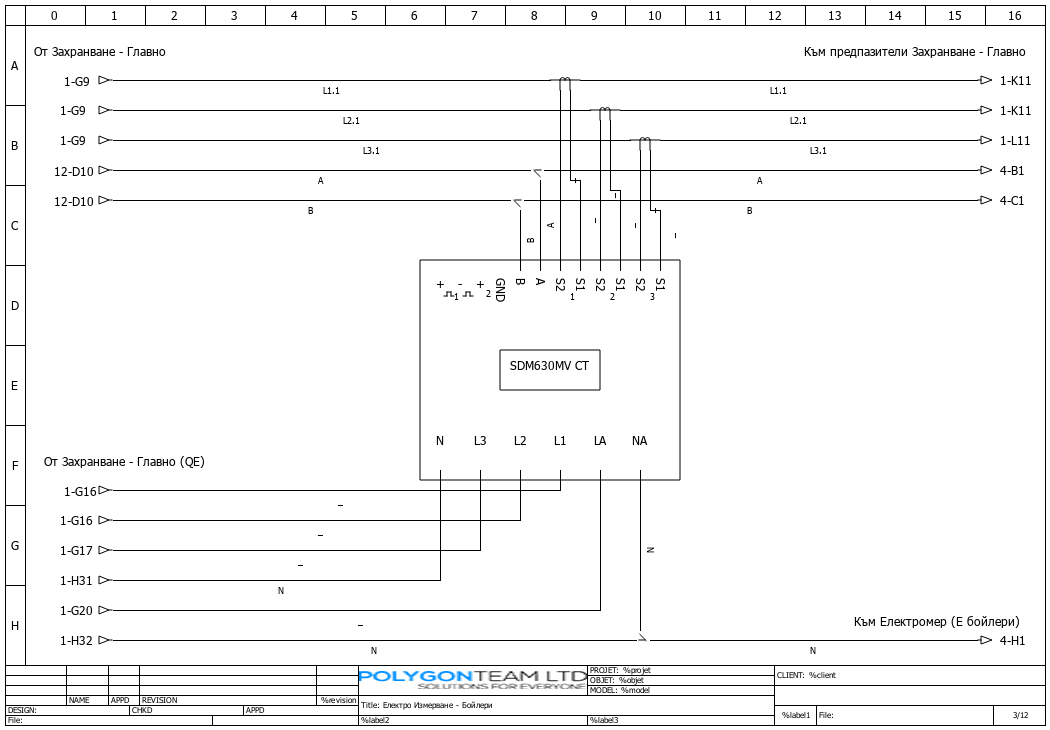 0 1 2 3 4 5 6 7 8 9 10 11 12 13 14 15 16
A
B
C
D
E
F
G
H
От Захранване - Главно
Към предпазители Захранване - Главно
1-G9
L1.1
L1.1
1-K11
1-G9
L2.1
L2.1
1-K11
1-G9
L3.1
L3.1
1-L11
12-D10
A
A
4-B1
12-D10
B
B
4-C1
B
A
+
–
–
–
+
–
+ - +
1 2
GND
B
A
S2
S1
S2
S1
S2
S1
1 2 3
SDM630MV CT
N L3 L2 L1 LA NA
От Захранване - Главно (QE)
1-G16
–
1-G16
–
1-G17
–
1-H31
N
N
1-G20
–
Към Електромер (Е бойлери)
1-H32
N
N
4-H1
NAME APPD REVISION %revision
DESIGN: CHKD APPD
File:
POLYGONTEAM LTD
SOLUTIONS FOR EVERYONE
PROJET: %projet
OBJET: %objet
MODEL: %model
CLIENT: %client
Title: Електро Измерване - Бойлери
%label2
%label3
%label1
File:
3/12